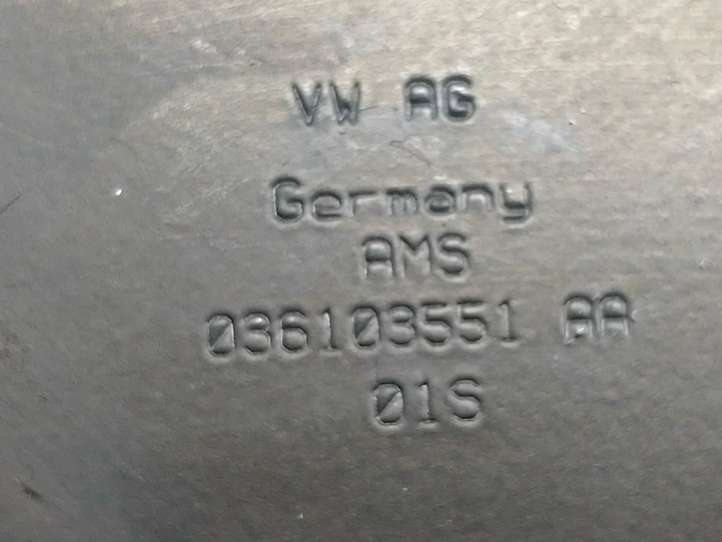 VW AG
Germany
AMS
036103551 AA
01S